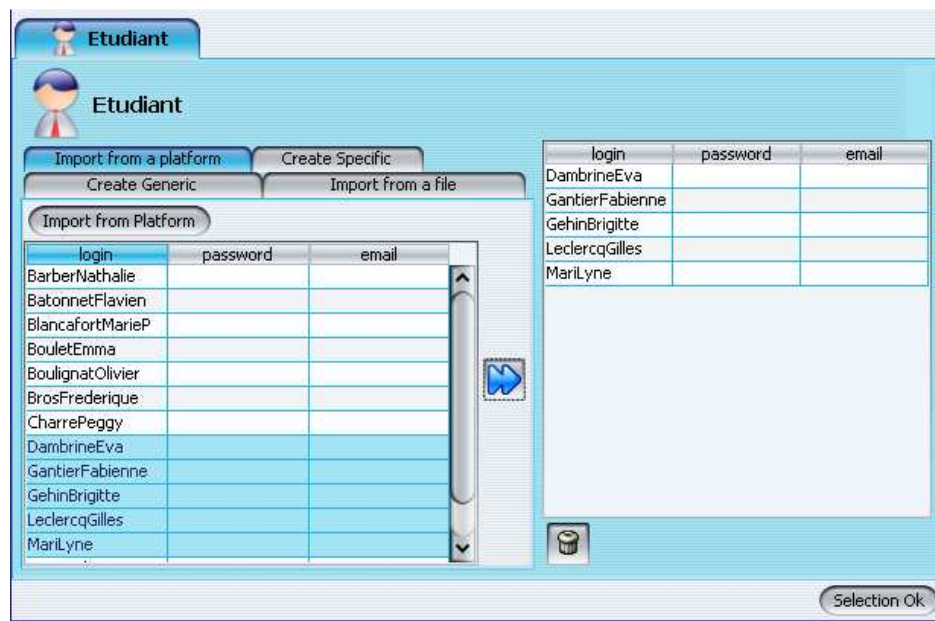 Etudiant
Etudiant
Import from a platform
Create Specific
Create Generic
Import from a file
Import from Platform
login password email
BarberNathalie
BatonnetFlavien
BlancafortMarieP
BouletEmma
BoulignatOlivier
BrosFrederique
CharrePeggy
DambrineEva
GantierFabienne
GehinBrigitte
LeclercqGilles
MariLyne
login password email
DambrineEva
GantierFabienne
GehinBrigitte
LeclercqGilles
MariLyne
Selection Ok